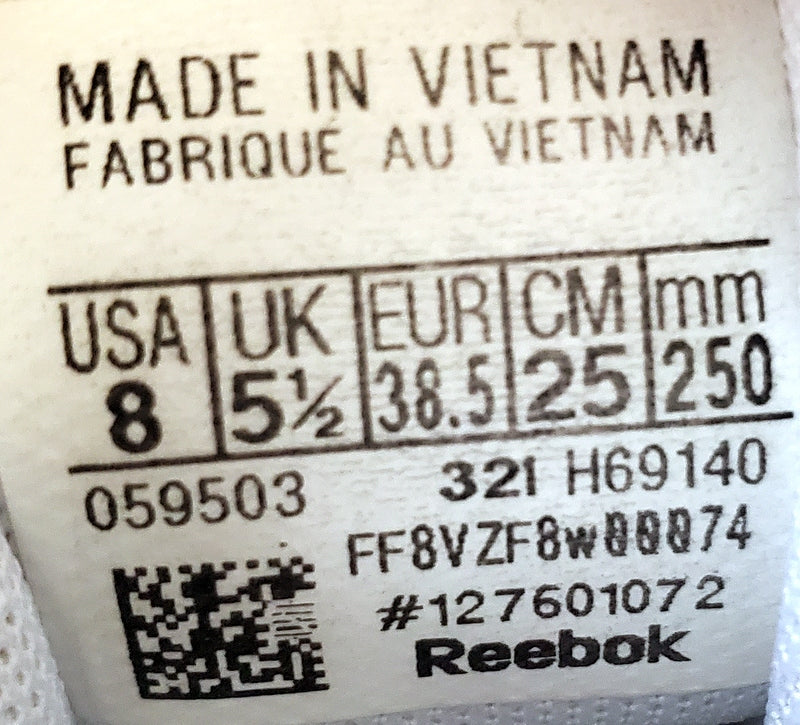 MADE IN VIETNAM
FABRIQUE AU VIETNAM
USA UK EUR CM mm
8 5½ 38.5 25 250
059503 321 H69140
FF8VZF8w00074
#127601072
Reebok